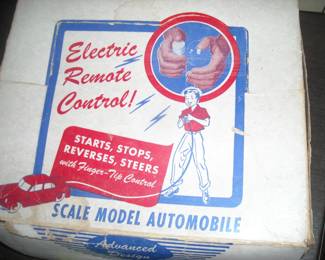 Electric
Remote
Control!
STARTS, STOPS,
REVERSES, STEERS
with Finger-Tip Control
SCALE MODEL AUTOMOBILE
Advanced
Design